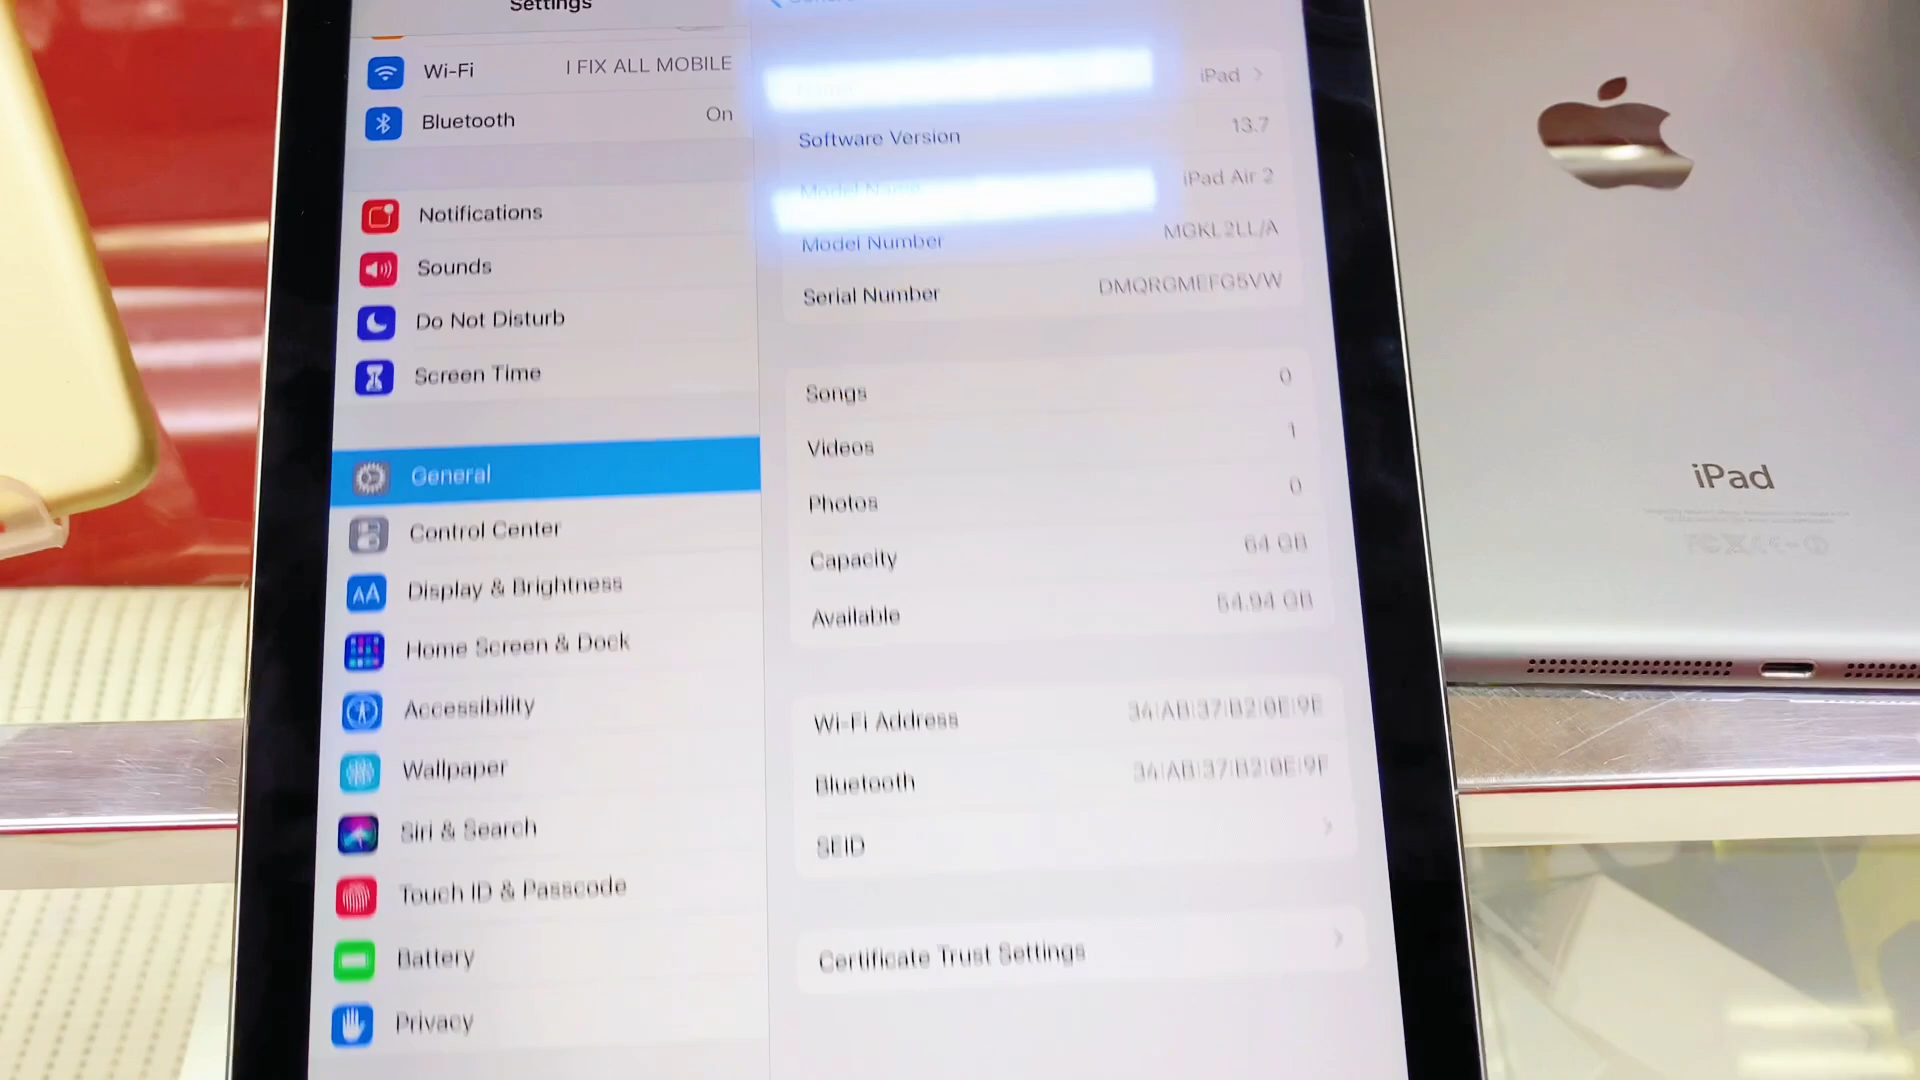 Settings
Wi-Fi I FIX ALL MOBILE
Bluetooth On
Notifications
Sounds
Do Not Disturb
Screen Time
General
Control Center
Display & Brightness
Home Screen & Dock
Accessibility
Wallpaper
Siri & Search
Touch ID & Passcode
Battery
Privacy
iPad
Software Version 13.7
Model Name iPad Air 2
Model Number MGKL2LL/A
Serial Number DMQRGMEFG5VW
Songs 0
Videos 1
Photos 0
Capacity 64 GB
Available 54.94 GB
Wi-Fi Address 34:AB:37:B2:0E:9E
Bluetooth 34:AB:37:B2:0E:9F
SEID
Certificate Trust Settings
iPad